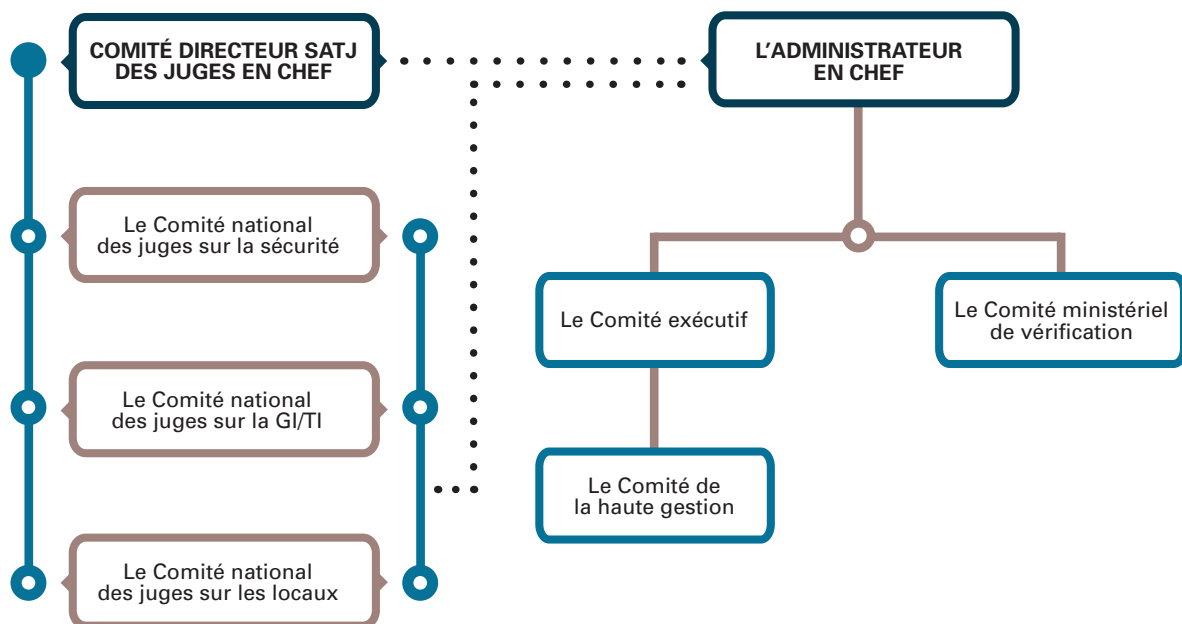 COMITÉ DIRECTEUR SATJ
DES JUGES EN CHEF
L'ADMINISTRATEUR
EN CHEF
Le Comité national
des juges sur la sécurité
Le Comité exécutif
Le Comité ministériel
de vérification
Le Comité national
des juges sur la GI/TI
Le Comité de
la haute gestion
Le Comité national
des juges sur les locaux